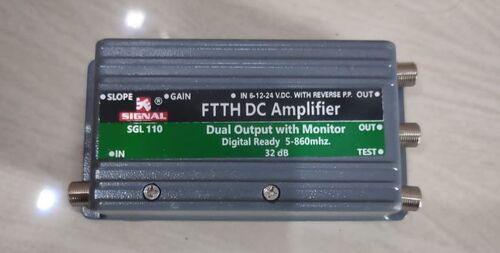 SLOPE ® GAIN IN 6-12-24 V.DC. WITH REVERSE P.P. OUT
SIGNAL FTTH DC Amplifier
SGL 110 Dual Output with Monitor OUT
Digital Ready 5-860mhz.
IN 32 dB TEST